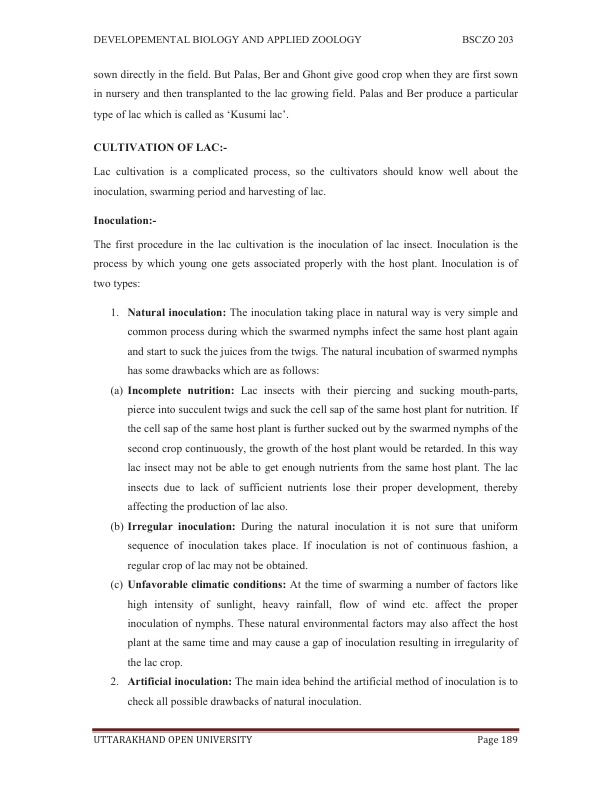 DEVELOPEMENTAL BIOLOGY AND APPLIED ZOOLOGY BSCZO 203
sown directly in the field. But Palas, Ber and Ghont give good crop when they are first sown
in nursery and then transplanted to the lac growing field. Palas and Ber produce a particular
type of lac which is called as ‘Kusumi lac’.
CULTIVATION OF LAC:-
Lac cultivation is a complicated process, so the cultivators should know well about the
inoculation, swarming period and harvesting of lac.
Inoculation:-
The first procedure in the lac cultivation is the inoculation of lac insect. Inoculation is the
process by which young one gets associated properly with the host plant. Inoculation is of
two types:
1. Natural inoculation: The inoculation taking place in natural way is very simple and
common process during which the swarmed nymphs infect the same host plant again
and start to suck the juices from the twigs. The natural incubation of swarmed nymphs
has some drawbacks which are as follows:
(a) Incomplete nutrition: Lac insects with their piercing and sucking mouth-parts,
pierce into succulent twigs and suck the cell sap of the same host plant for nutrition. If
the cell sap of the same host plant is further sucked out by the swarmed nymphs of the
second crop continuously, the growth of the host plant would be retarded. In this way
lac insect may not be able to get enough nutrients from the same host plant. The lac
insects due to lack of sufficient nutrients lose their proper development, thereby
affecting the production of lac also.
(b) Irregular inoculation: During the natural inoculation it is not sure that uniform
sequence of inoculation takes place. If inoculation is not of continuous fashion, a
regular crop of lac may not be obtained.
(c) Unfavorable climatic conditions: At the time of swarming a number of factors like
high intensity of sunlight, heavy rainfall, flow of wind etc. affect the proper
inoculation of nymphs. These natural environmental factors may also affect the host
plant at the same time and may cause a gap of inoculation resulting in irregularity of
the lac crop.
2. Artificial inoculation: The main idea behind the artificial method of inoculation is to
check all possible drawbacks of natural inoculation.
UTTARAKHAND OPEN UNIVERSITY Page 189